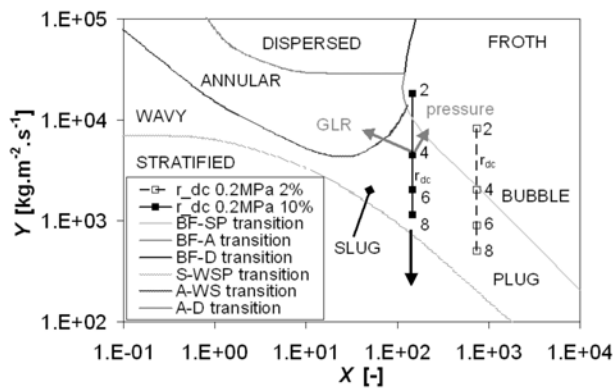 1.E+05
DISPERSED
FROTH
ANNULAR
2
pressure
GLR
2
1.E+04
WAVY
4
r_dc
STRATIFIED
r_dc
4
BUBBLE
6
6
8
8
Y [kg.m-2.s-1]
1.E+03
r_dc 0.2MPa 2%
r_dc 0.2MPa 10%
BF-SP transition
BF-A transition
BF-D transition
S-WSP transition
A-WS transition
A-D transition
SLUG
PLUG
1.E+02
1.E-01 1.E+00 1.E+01 1.E+02 1.E+03 1.E+04
X [-]